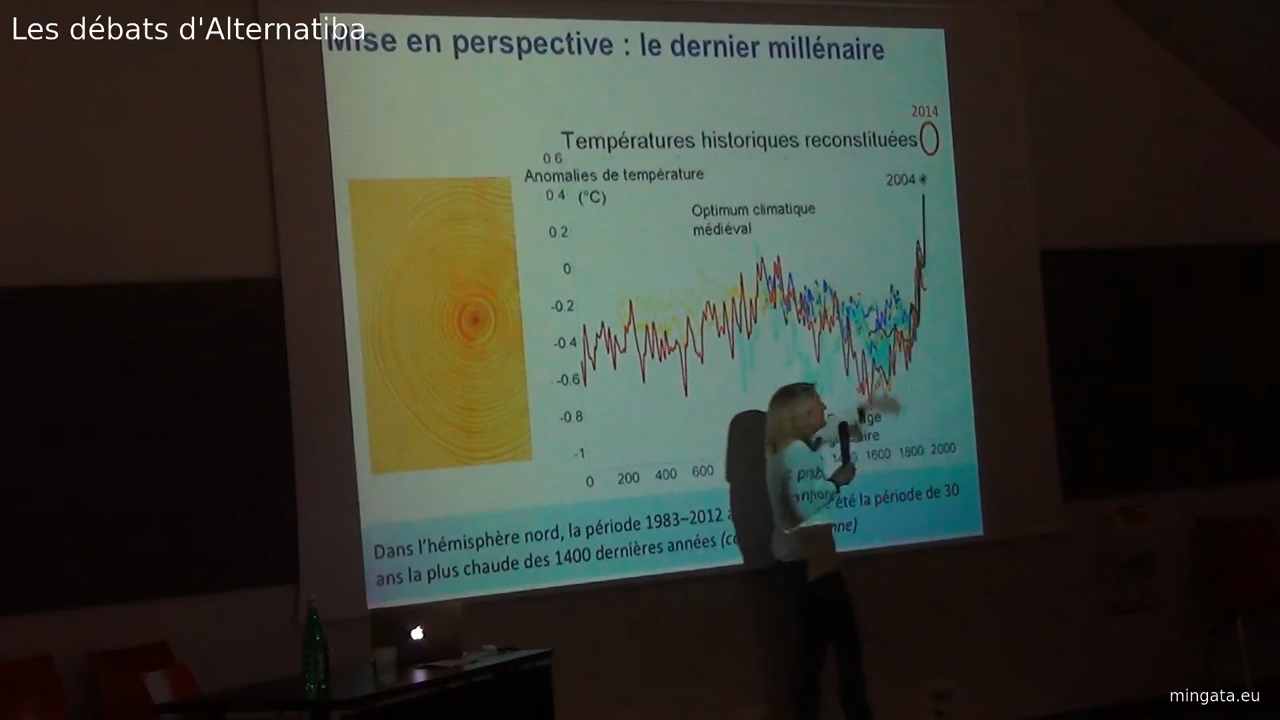 Les débats d'Alternatiba
Mise en perspective : le dernier millénaire
2014
Températures historiques reconstituées
0 6
Anomalies de température
0 4 (°C)
2004 *
Optimum climatique
médiéval
0 2
0
-0.2
-0.4
-0.6
-0 8
-1
0 200 400 600 1600 1800 2000
Dans l'hémisphère nord, la période 1983–2012 été la période de 30
ans la plus chaude des 1400 dernières années
mingata.eu